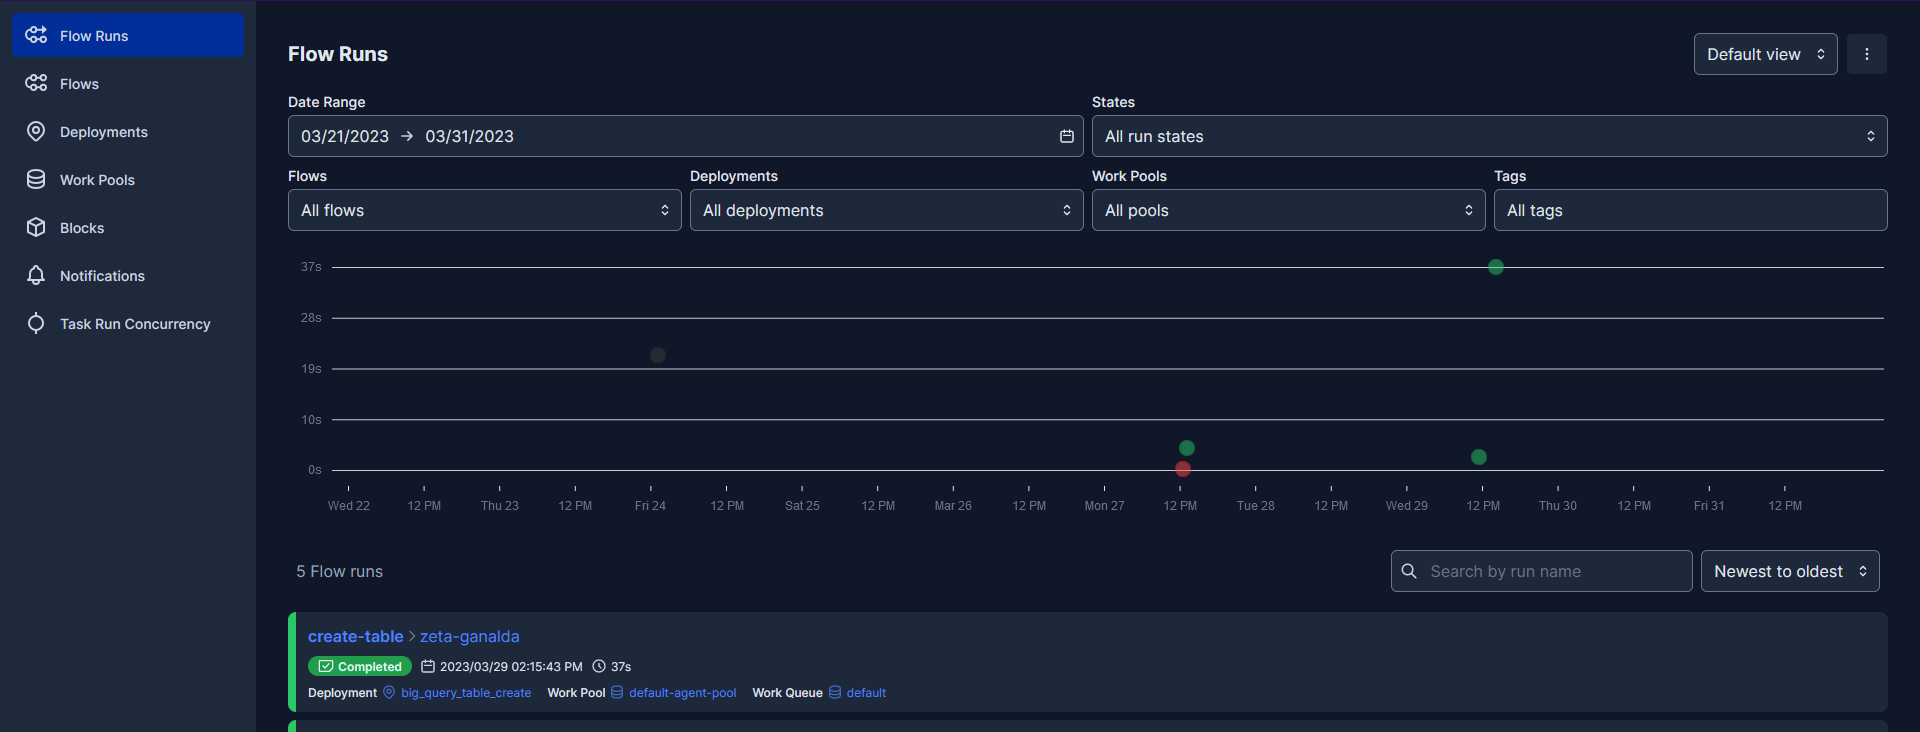 Flow Runs
Flows
Deployments
Work Pools
Blocks
Notifications
Task Run Concurrency
Flow Runs
Default view
Date Range
States
03/21/2023 → 03/31/2023
All run states
Flows
Deployments
Work Pools
Tags
All flows
All deployments
All pools
All tags
37s
28s
19s
10s
0s
Wed 22 12 PM Thu 23 12 PM Fri 24 12 PM Sat 25 12 PM Mar 26 12 PM Mon 27 12 PM Tue 28 12 PM Wed 29 12 PM Thu 30 12 PM Fri 31 12 PM
5 Flow runs
Search by run name
Newest to oldest
create-table > zeta-ganalda
Completed 2023/03/29 02:15:43 PM 37s
Deployment big_query_table_create Work Pool default-agent-pool Work Queue default